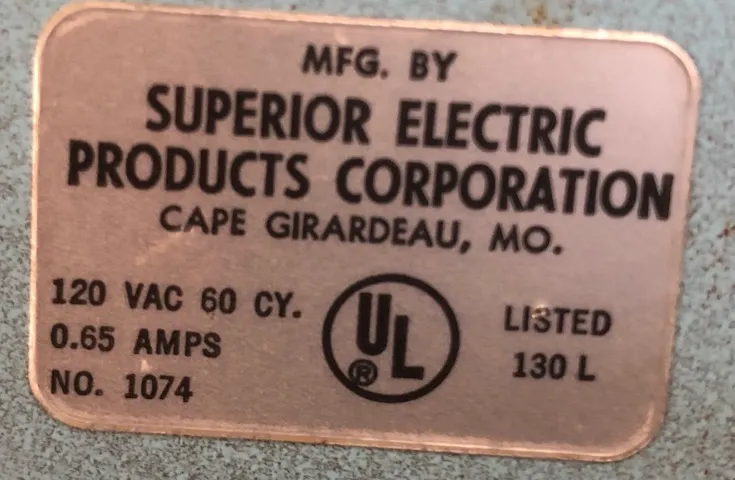 MFG. BY
SUPERIOR ELECTRIC
PRODUCTS CORPORATION
CAPE GIRARDEAU, MO.
120 VAC 60 CY.
0.65 AMPS
NO. 1074
UL
®
LISTED
130 L